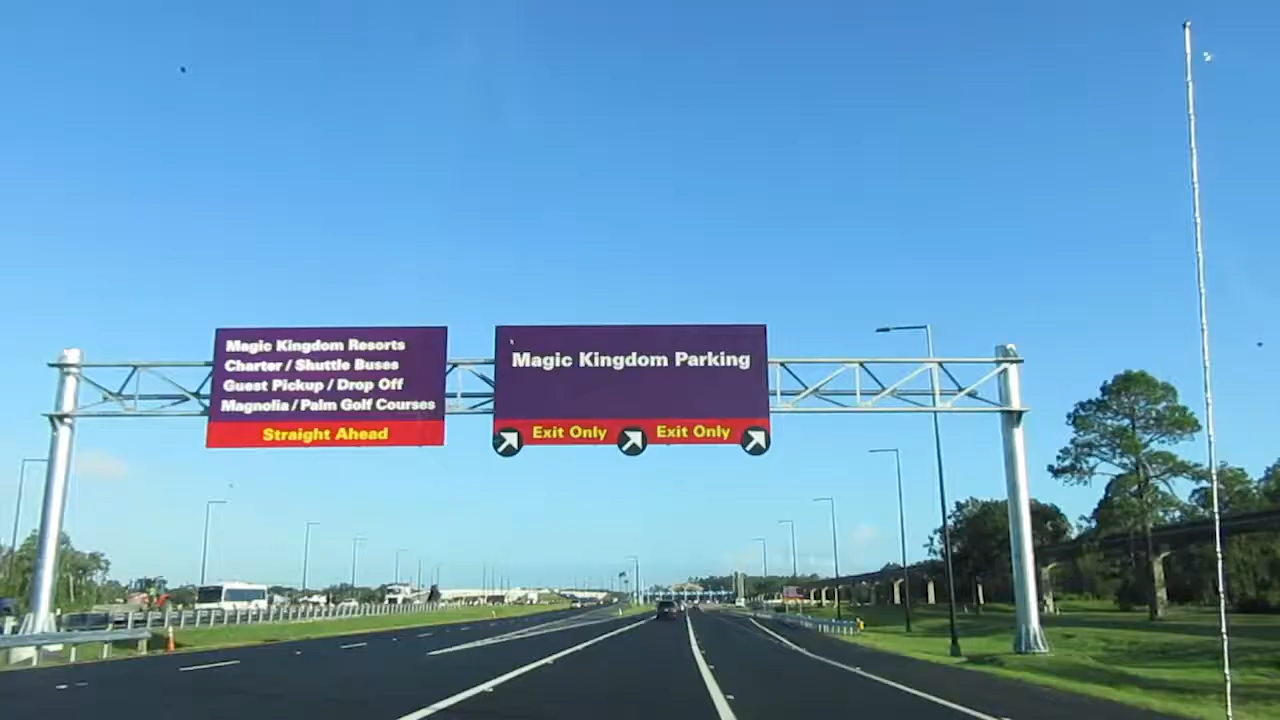 Magic Kingdom Resorts
Charter / Shuttle Buses
Guest Pickup / Drop Off
Magnolia / Palm Golf Courses
Straight Ahead
Magic Kingdom Parking
Exit Only Exit Only